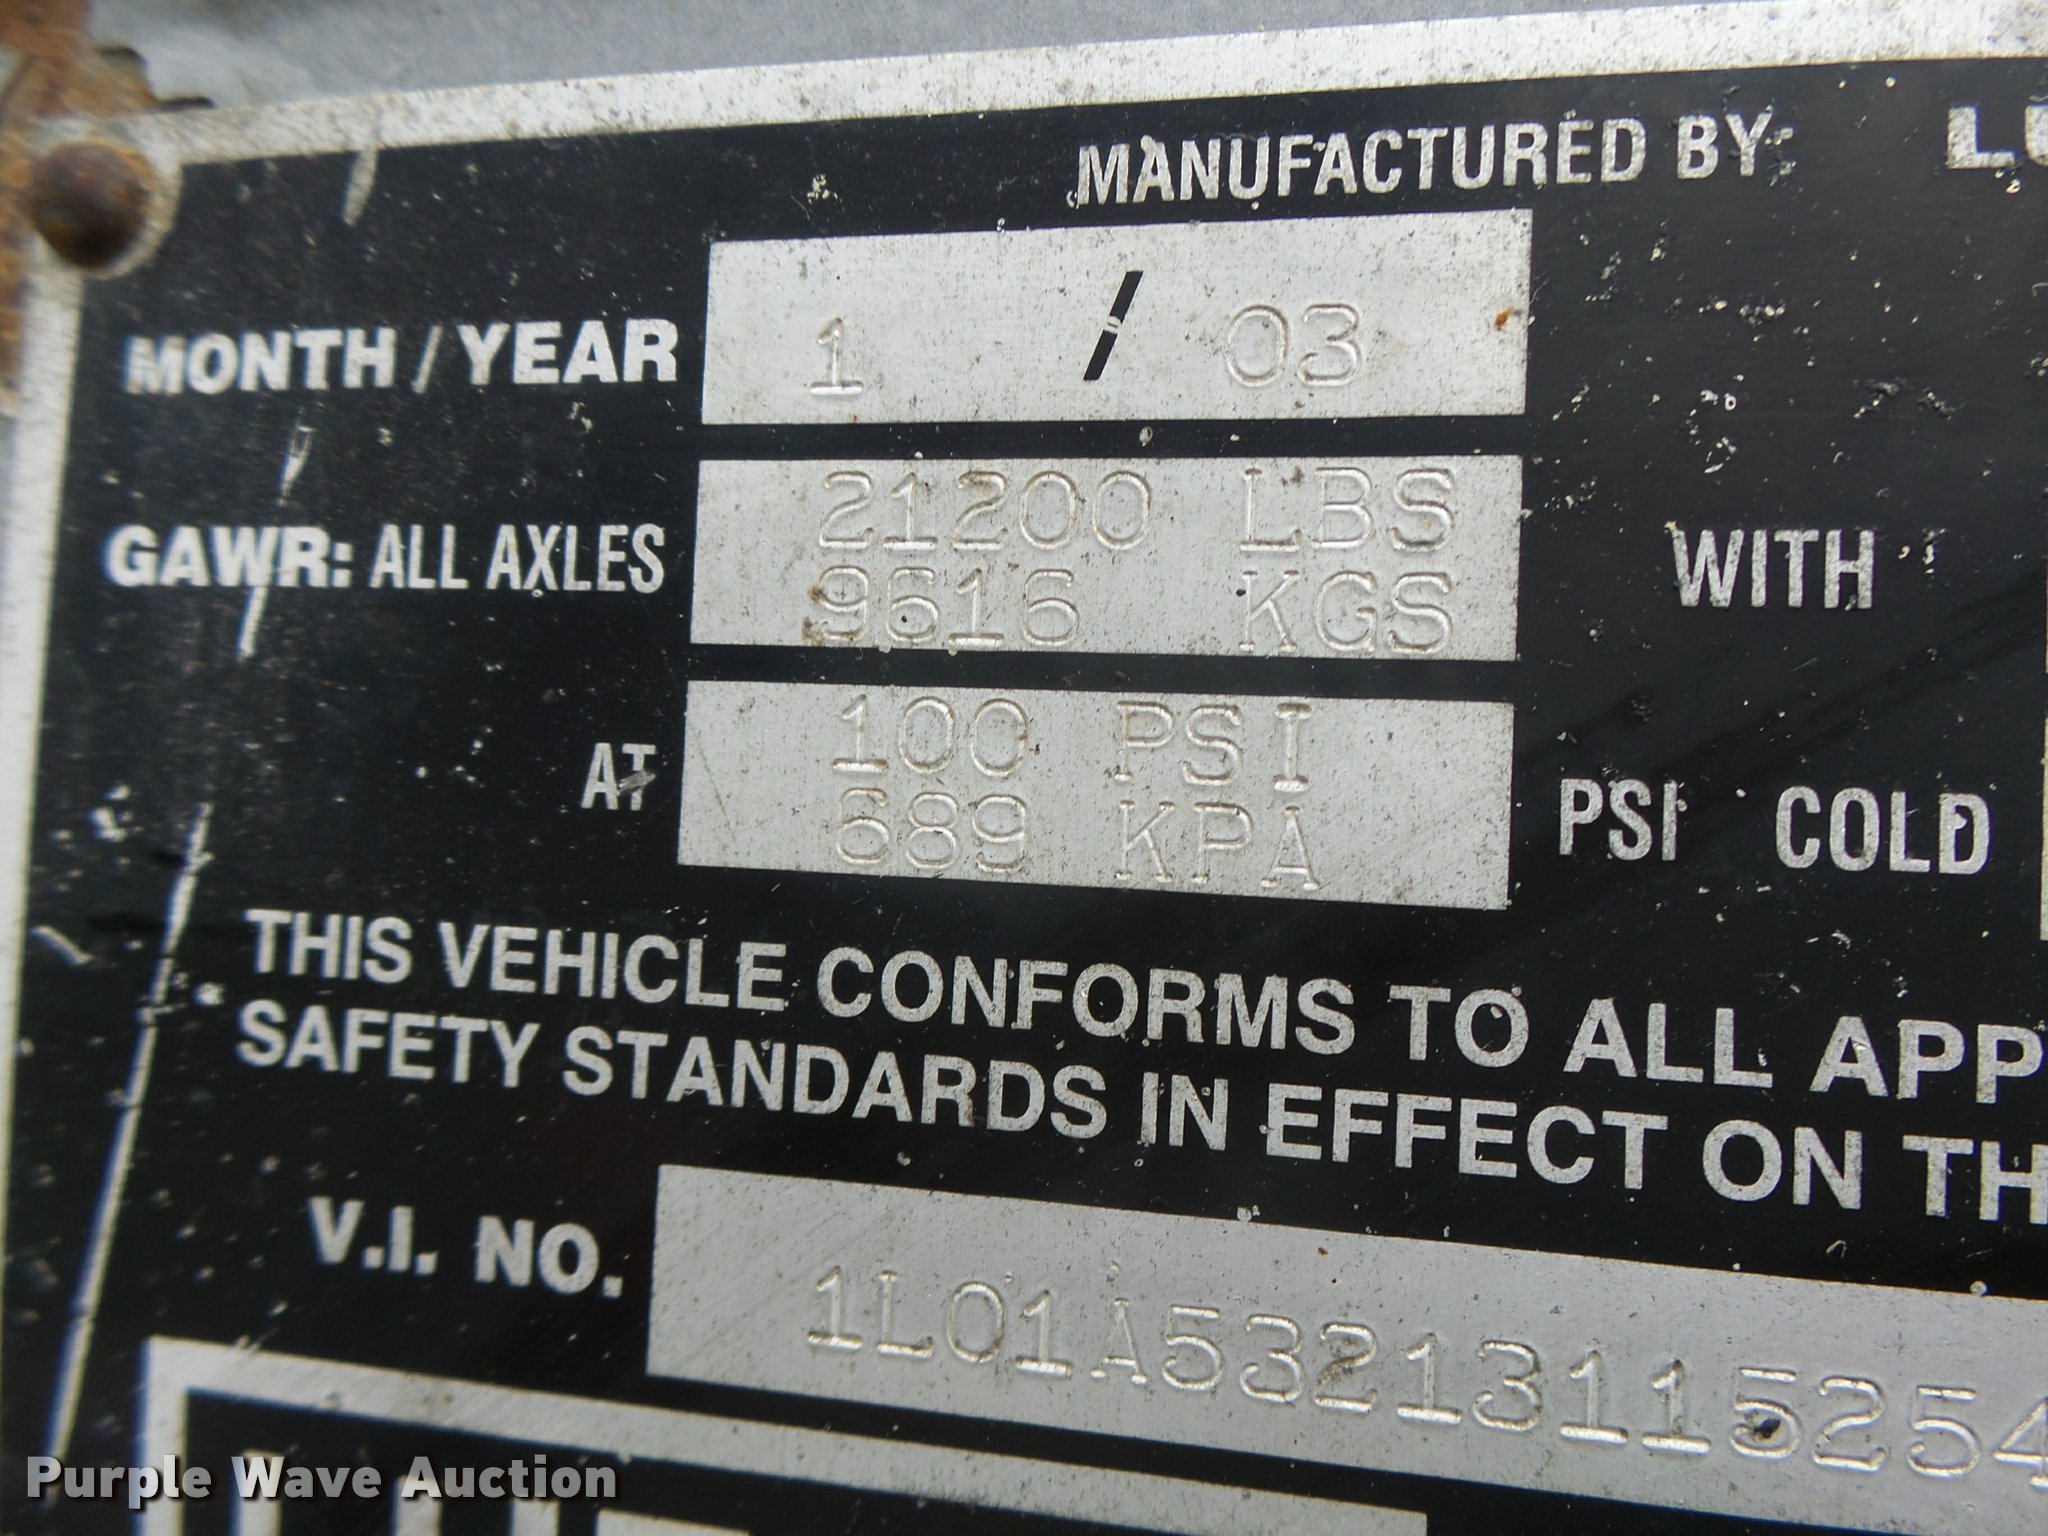 MANUFACTURED BY:
MONTH / YEAR 1 / 03
GAWR: ALL AXLES 21200 LBS WITH
9616 KGS
AT 100 PSI PSI COLD
689 KPA
THIS VEHICLE CONFORMS TO ALL APP
SAFETY STANDARDS IN EFFECT ON TH
V.I. NO. 1L01A53213115254
Purple Wave Auction